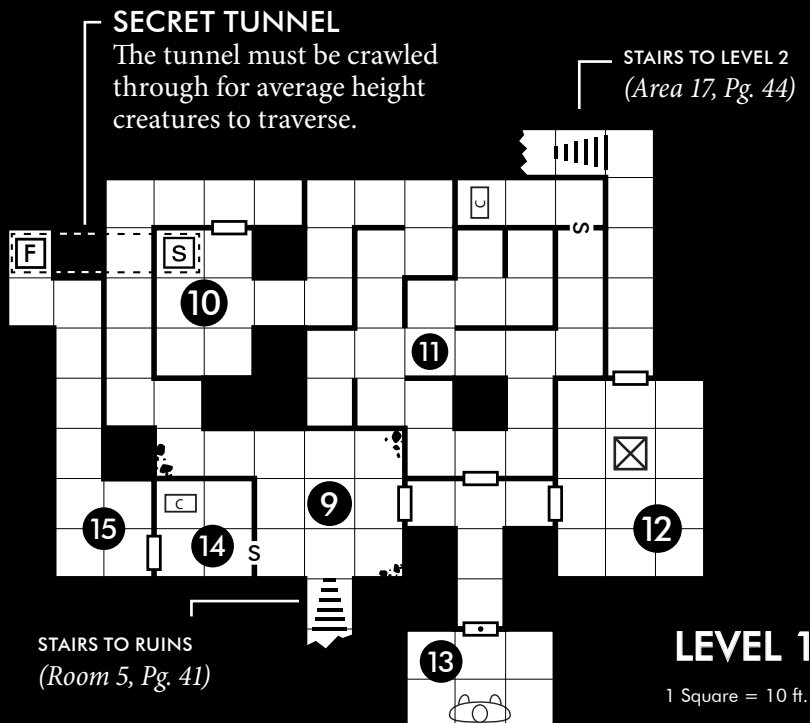 SECRET TUNNEL
The tunnel must be crawled
through for average height
creatures to traverse.
STAIRS TO LEVEL 2
(Area 17, Pg. 44)
C
S
F
S
10
11
9
C
15
14
S
12
STAIRS TO RUINS
(Room 5, Pg. 41)
13
LEVEL 1
1 Square = 10 ft.